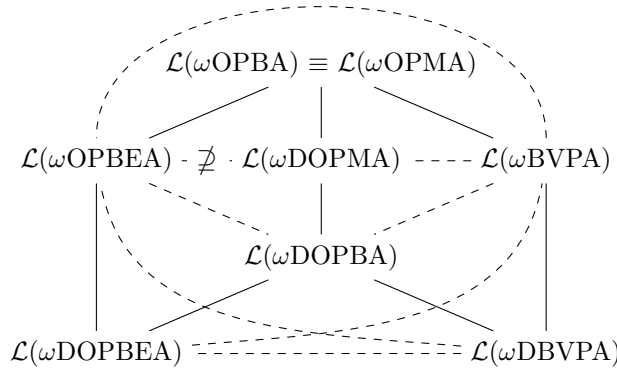 ℒ(ωOPBA) ≡ ℒ(ωOPMA)
ℒ(ωOPBEA) ⊉ ℒ(ωDOPMA) ℒ(ωBVPA)
ℒ(ωDOPBA)
ℒ(ωDOPBEA) ℒ(ωDBVPA)